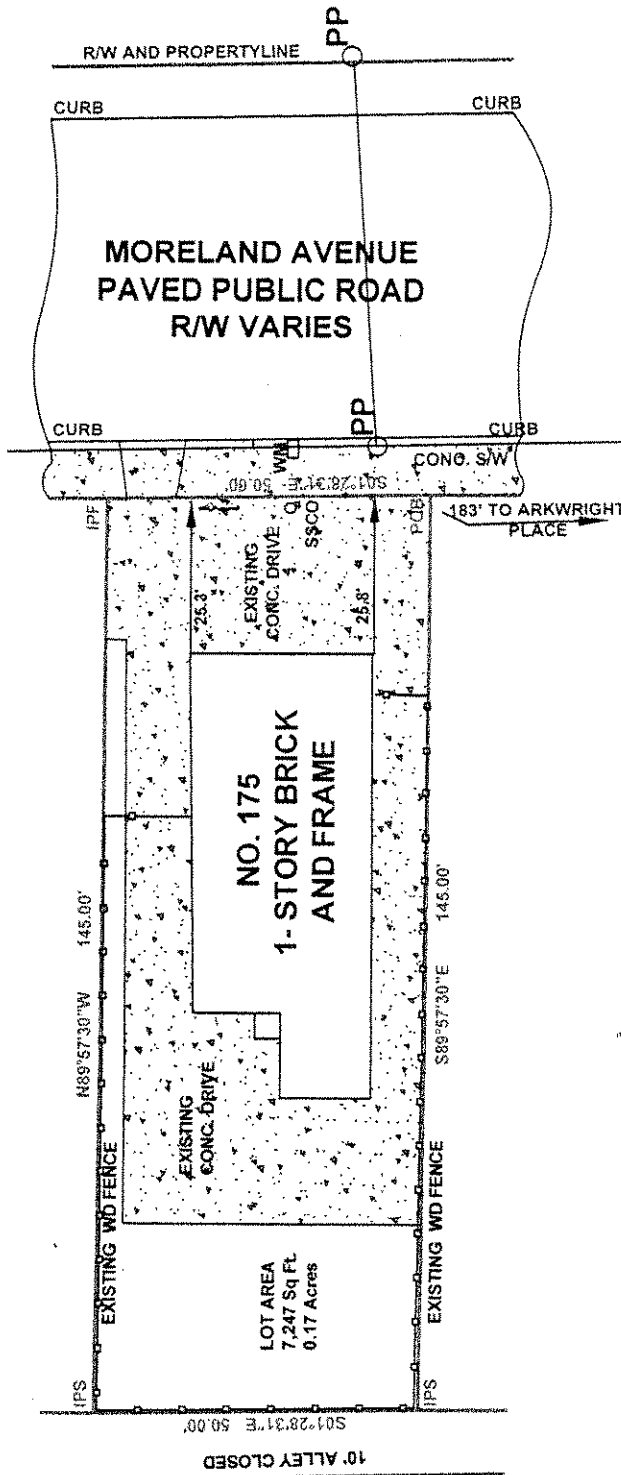 R/W AND PROPERTYLINE
PP
CURB
CURB
MORELAND AVENUE
PAVED PUBLIC ROAD
R/W VARIES
CURB
PP
CURB
WM
CONC. S/W
S01°28'31"E 50.00'
IPF
SSCO
POB
183' TO ARKWRIGHT
PLACE
25.3'
EXISTING
CONC. DRIVE
25.8'
NO. 175
1- STORY BRICK
AND FRAME
N89°57'30"W 145.00'
S89°57'30"E 145.00'
EXISTING
CONC. DRIVE
EXISTING WD FENCE
EXISTING WD FENCE
LOT AREA
7,247 Sq Ft.
0.17 Acres
IPS
IPS
S01°28'31"E 50.00'
10' ALLEY CLOSED